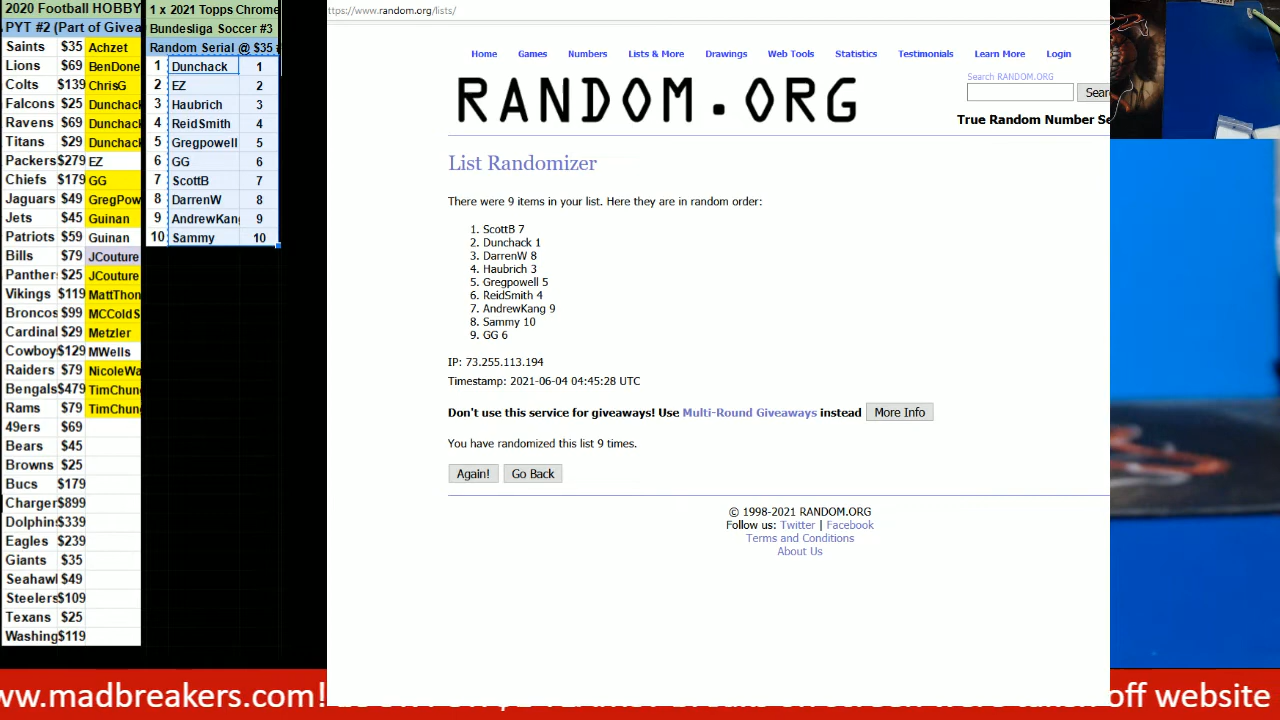 2020 Football HOBBY
PYT #2 (Part of Givea
Saints $35 Achzet
Lions $69 BenDone
Colts $139 ChrisG
Falcons $25 Dunchack
Ravens $69 Dunchack
Titans $29 Dunchack
Packers $279 EZ
Chiefs $179 GG
Jaguars $49 GregPow
Jets $45 Guinan
Patriots $59 Guinan
Bills $79 JCouture
Panthers $25 JCouture
Vikings $119 MattThon
Broncos $99 MCColdS
Cardinal $29 Metzler
Cowboy $129 MWells
Raiders $79 NicoleWa
Bengals $479 TimChung
Rams $79 TimChung
49ers $69
Bears $45
Browns $25
Bucs $179
Charger $899
Dolphins $339
Eagles $239
Giants $35
Seahawl $49
Steelers $109
Texans $25
Washing $119
1 x 2021 Topps Chrome
Bundesliga Soccer #3
Random Serial @ $35 #
1 Dunchack 1
2 EZ 2
3 Haubrich 3
4 ReidSmith 4
5 Gregpowell 5
6 GG 6
7 ScottB 7
8 DarrenW 8
9 AndrewKang 9
10 Sammy 10
ttps://www.random.org/lists/
Home Games Numbers Lists & More Drawings Web Tools Statistics Testimonials Learn More Login
RANDOM.ORG
Search RANDOM.ORG
Sear
True Random Number Se
List Randomizer
There were 9 items in your list. Here they are in random order:
1. ScottB 7
2. Dunchack 1
3. DarrenW 8
4. Haubrich 3
5. Gregpowell 5
6. ReidSmith 4
7. AndrewKang 9
8. Sammy 10
9. GG 6
IP: 73.255.113.194
Timestamp: 2021-06-04 04:45:28 UTC
Don't use this service for giveaways! Use Multi-Round Giveaways instead More Info
You have randomized this list 9 times.
Again! Go Back
© 1998-2021 RANDOM.ORG
Follow us: Twitter | Facebook
Terms and Conditions
About Us
ww.madbreakers.com!
off website